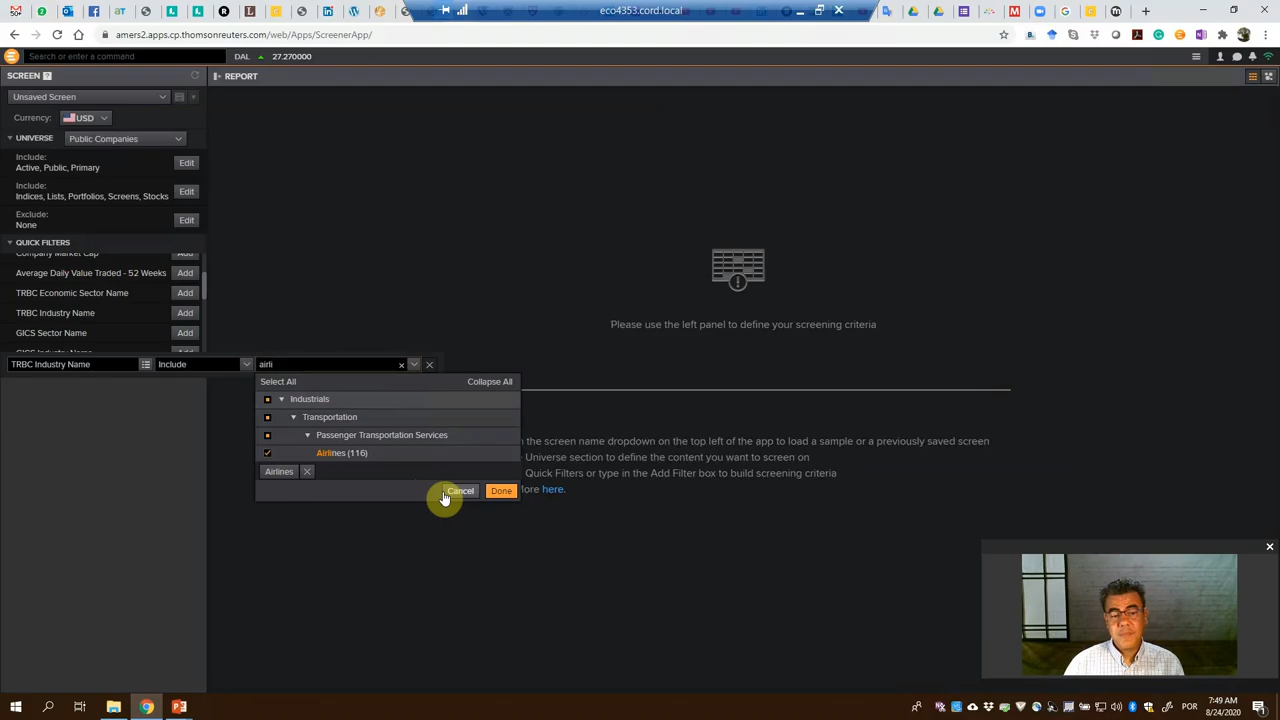 50+
eco4353.cord.local
amers2.apps.cp.thomsonreuters.com/web/Apps/ScreenerApp/
Search or enter a command
DAL
27.270000
SCREEN ?
REPORT
Unsaved Screen
Currency:
USD
UNIVERSE
Public Companies
Include:
Active, Public, Primary
Edit
Include:
Indices, Lists, Portfolios, Screens, Stocks
Edit
Exclude:
None
Edit
QUICK FILTERS
Company Market Cap
Add
Average Daily Value Traded - 52 Weeks
Add
TRBC Economic Sector Name
Add
TRBC Industry Name
Add
GICS Sector Name
Add
TRBC Industry Name
Include
airli
Select All
Collapse All
Industrials
Transportation
Passenger Transportation Services
Airlines (116)
Airlines
Cancel
Done
Please use the left panel to define your screening criteria
n the screen name dropdown on the top left of the app to load a sample or a previously saved screen
Universe section to define the content you want to screen on
Quick Filters or type in the Add Filter box to build screening criteria
lore here.
POR
7:49 AM
8/24/2020